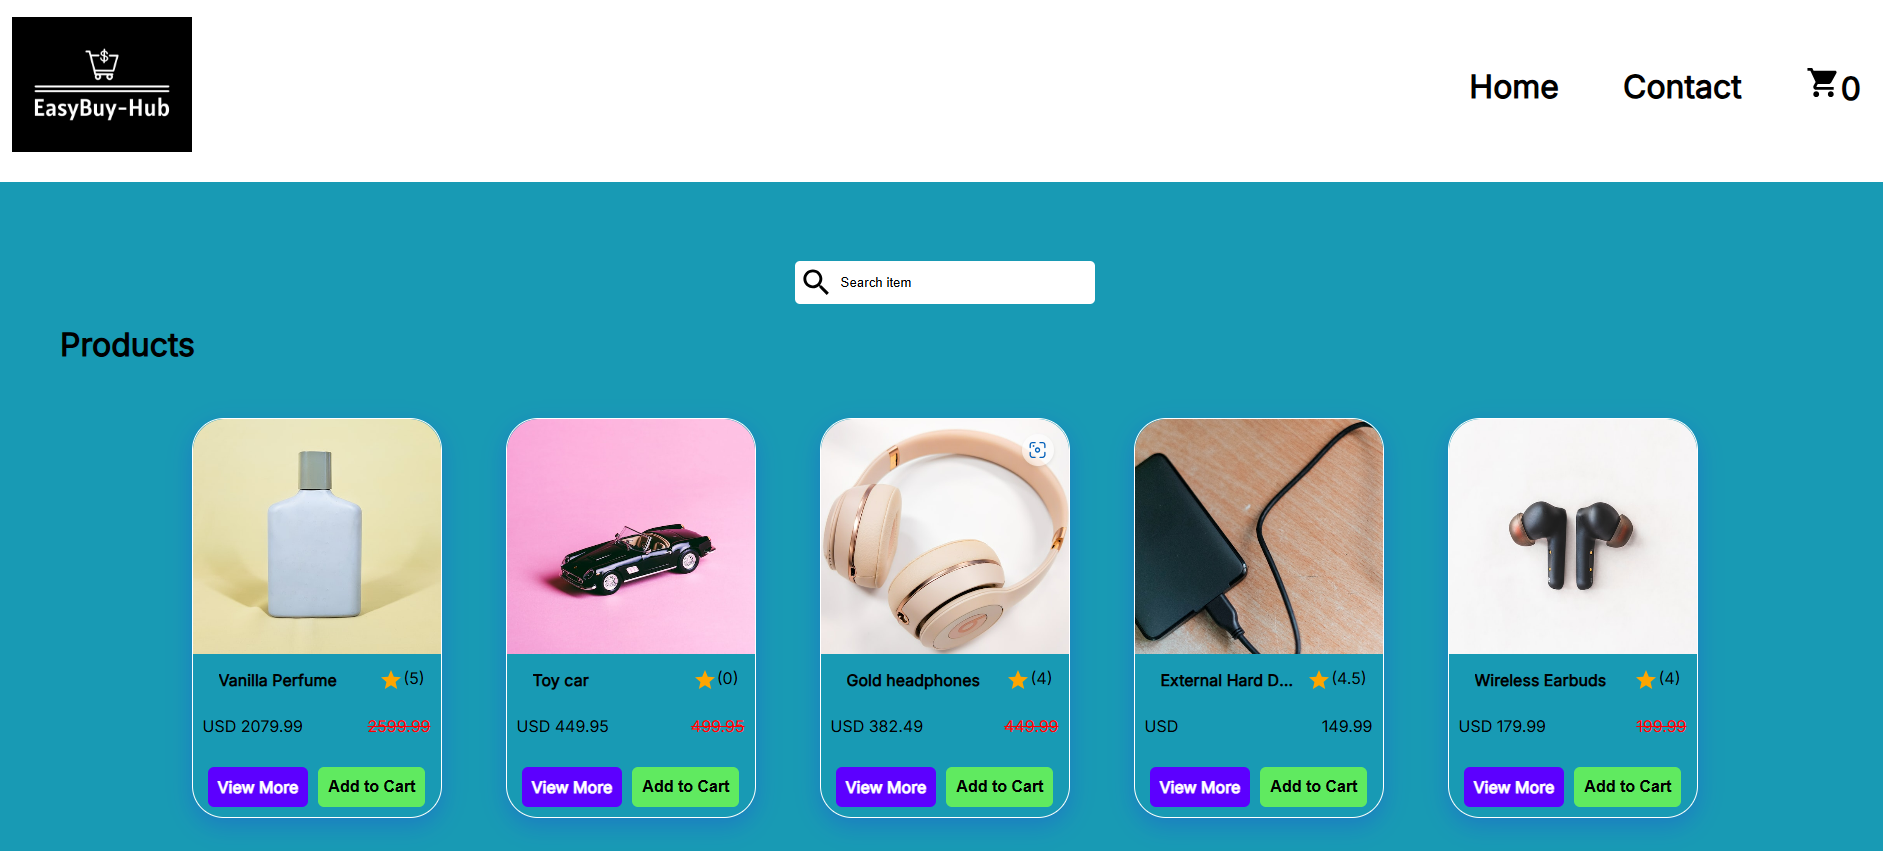 EasyBuy-Hub
Home Contact 0
Search item
Products
Vanilla Perfume (5)
USD 2079.99 2599.99
View More Add to Cart
Toy car (0)
USD 449.95 499.95
View More Add to Cart
Gold headphones (4)
USD 382.49 449.99
View More Add to Cart
External Hard D... (4.5)
USD 149.99
View More Add to Cart
Wireless Earbuds (4)
USD 179.99 199.99
View More Add to Cart